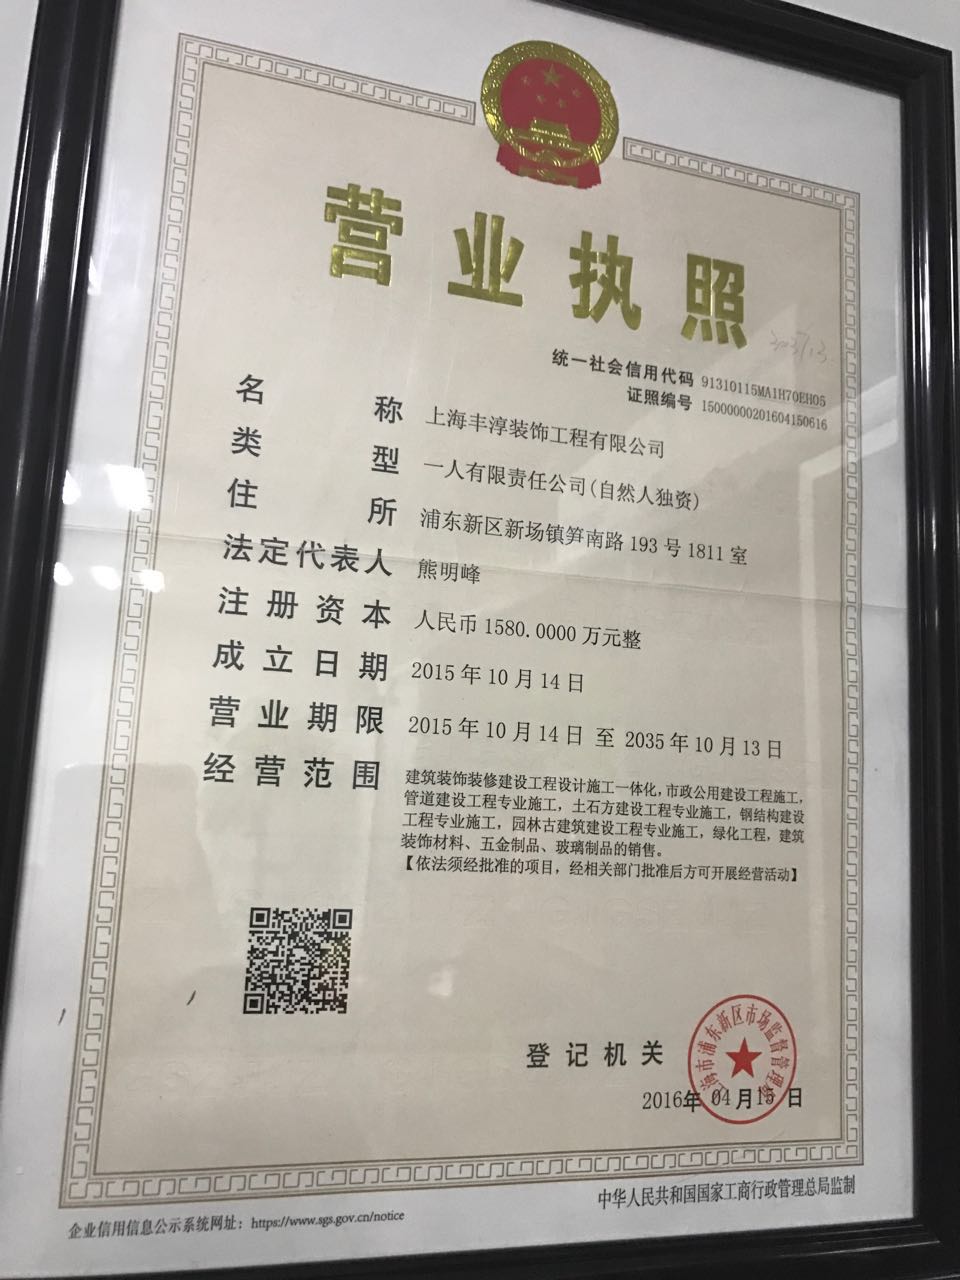 营业执照
统一社会信用代码 91310115MA1H70EH05
证照编号 15000000201604150616
名称 上海丰淳装饰工程有限公司
类型 一人有限责任公司(自然人独资)
住所 浦东新区新场镇笋南路193号1811室
法定代表人 熊明峰
注册资本 人民币1580.0000万元整
成立日期 2015年10月14日
营业期限 2015年10月14日 至 2035年10月13日
经营范围 建筑装饰装修建设工程设计施工一体化，市政公用建设工程施工，
管道建设工程专业施工，土石方建设工程专业施工，钢结构建设
工程专业施工，园林古建筑建设工程专业施工，绿化工程，建筑
装饰材料、五金制品、玻璃制品的销售。
【依法须经批准的项目，经相关部门批准后方可开展经营活动】
登记机关
上海市浦东新区市场监督管理局
2016年04月15日
中华人民共和国国家工商行政管理总局监制
企业信用信息公示系统网址：https://www.sgs.gov.cn/notice